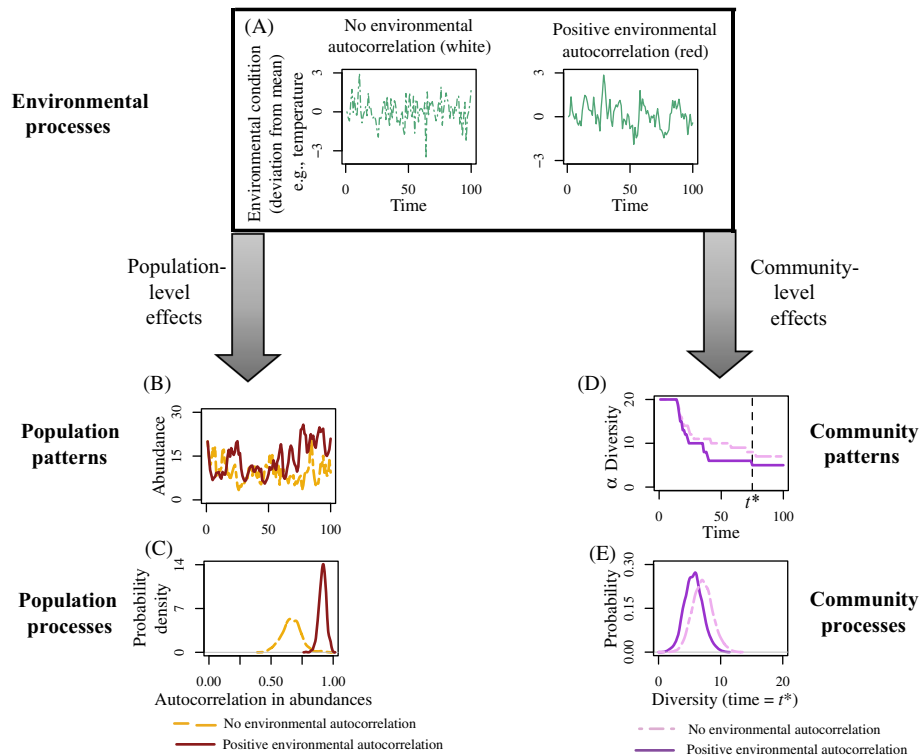 (A)
No environmental
autocorrelation (white)
Positive environmental
autocorrelation (red)
Environmental
processes
Environmental condition
(deviation from mean)
e.g., temperature
3
0
−3
0
50
100
Time
3
0
−3
0
50
100
Time
Population-
level
effects
Community-
level
effects
(B)
Population
patterns
Abundance
30
15
0
0
50
100
(D)
Community
patterns
α Diversity
20
10
0
0
50
100
t*
Time
(C)
Population
processes
Probability
density
14
7
0
0.00
0.50
1.00
Autocorrelation in abundances
No environmental autocorrelation
Positive environmental autocorrelation
(E)
Community
processes
Probability
0.30
0.15
0.00
0
10
20
Diversity (time = t*)
No environmental autocorrelation
Positive environmental autocorrelation